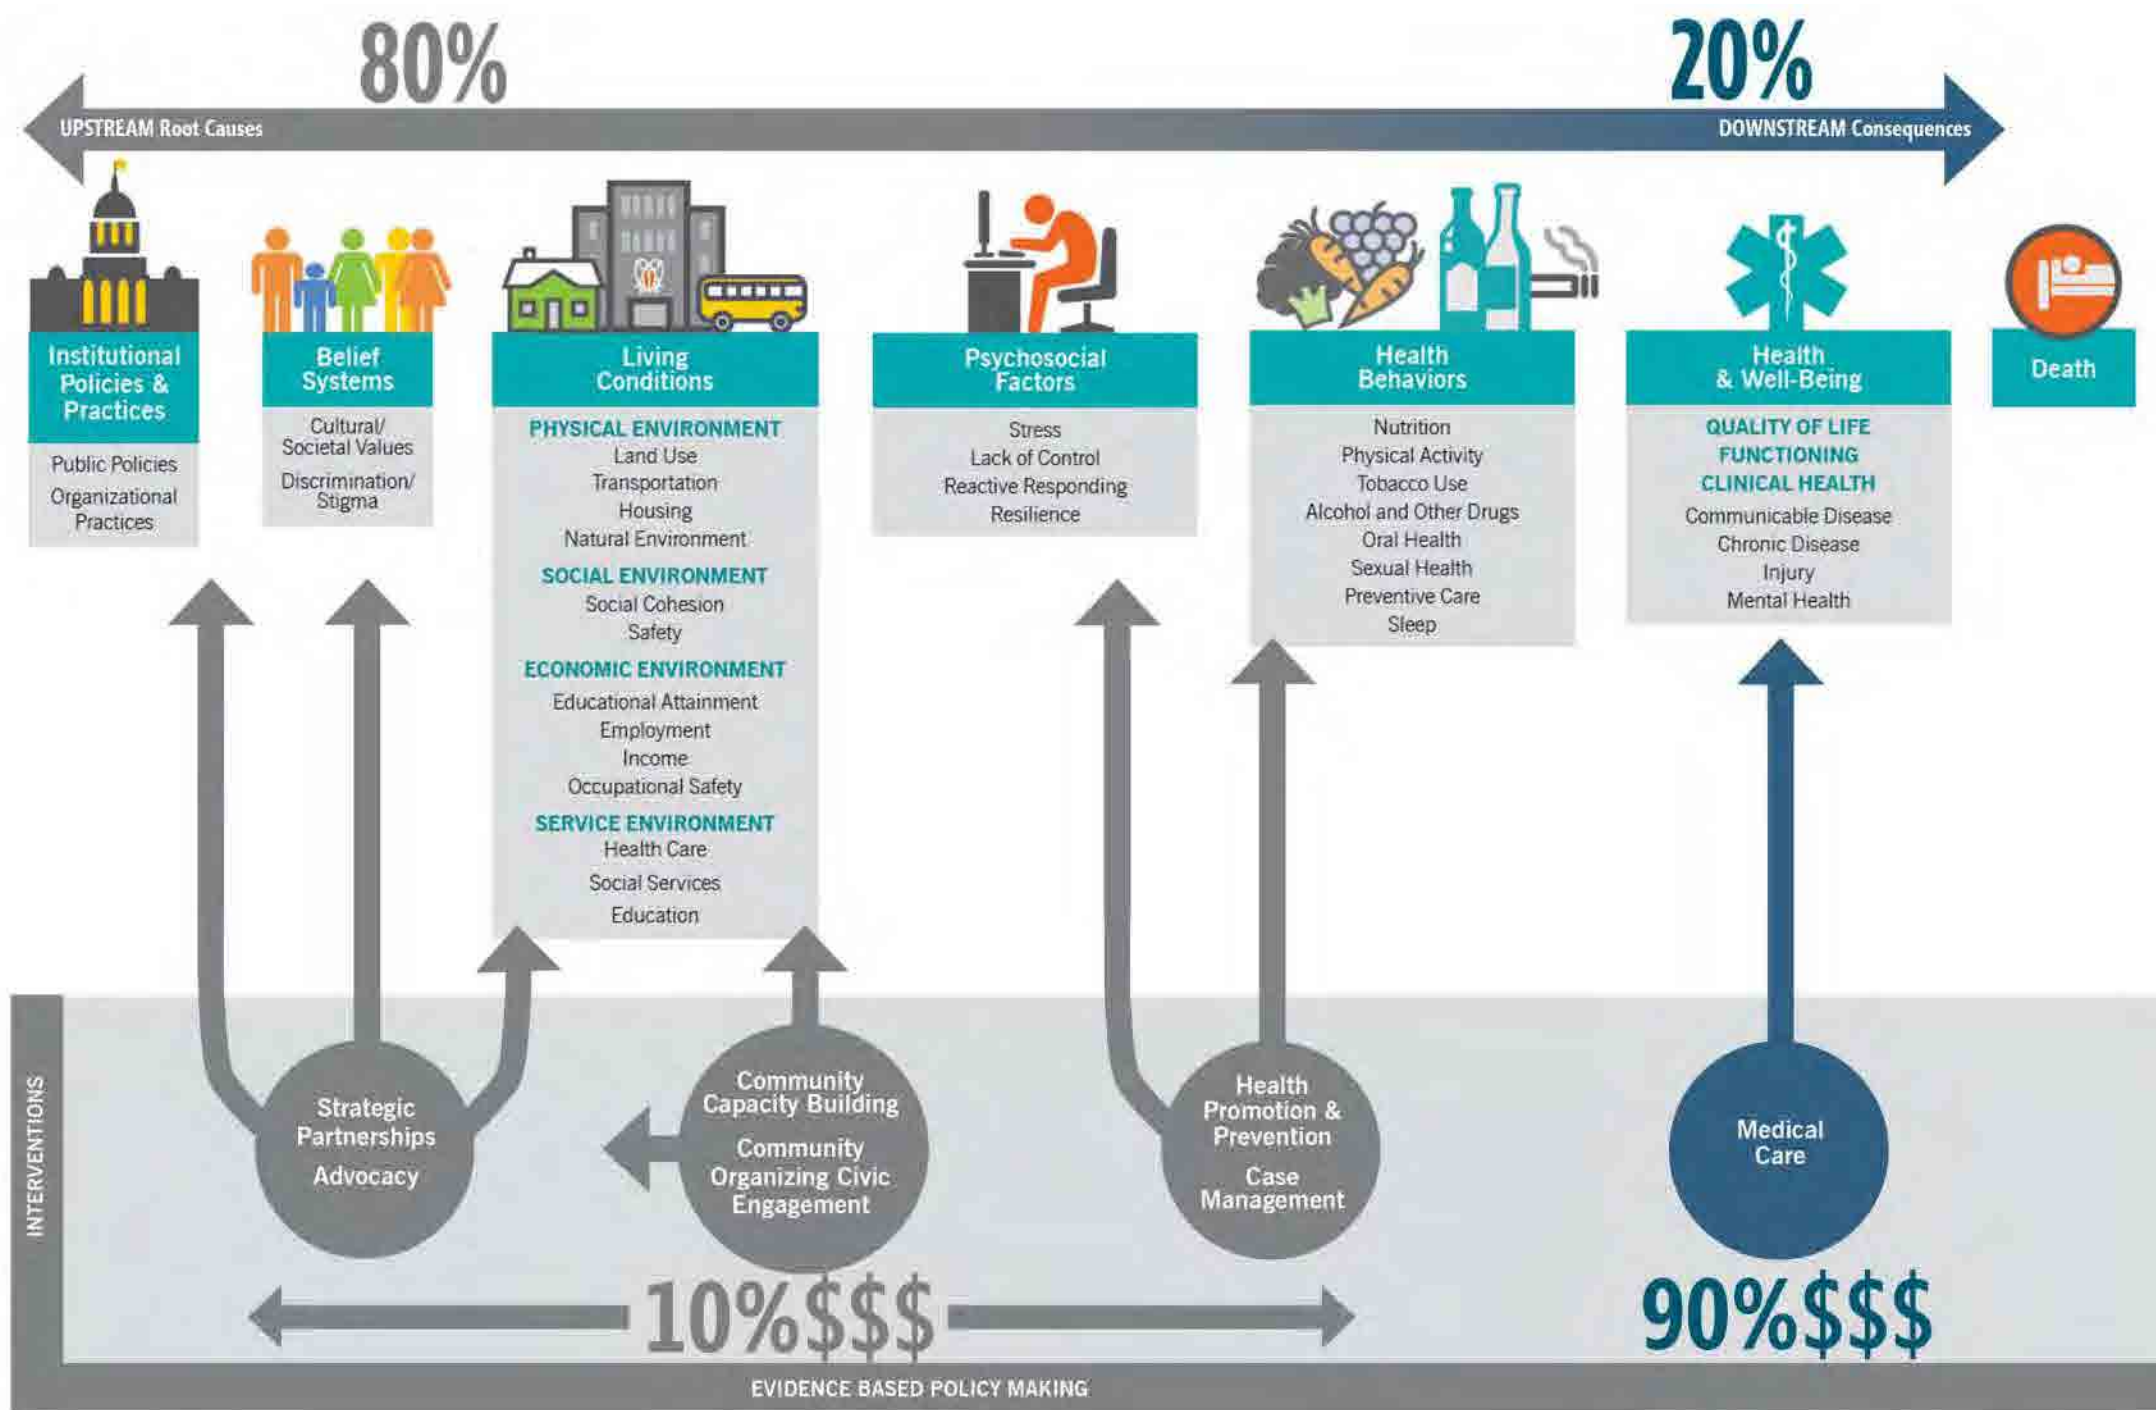 80%
20%
UPSTREAM Root Causes
DOWNSTREAM Consequences
Institutional
Policies &
Practices
Public Policies
Organizational
Practices
Belief
Systems
Cultural/
Societal Values
Discrimination/
Stigma
Living
Conditions
PHYSICAL ENVIRONMENT
Land Use
Transportation
Housing
Natural Environment
SOCIAL ENVIRONMENT
Social Cohesion
Safety
ECONOMIC ENVIRONMENT
Educational Attainment
Employment
Income
Occupational Safety
SERVICE ENVIRONMENT
Health Care
Social Services
Education
Psychosocial
Factors
Stress
Lack of Control
Reactive Responding
Resilience
Health
Behaviors
Nutrition
Physical Activity
Tobacco Use
Alcohol and Other Drugs
Oral Health
Sexual Health
Preventive Care
Sleep
Health
& Well-Being
QUALITY OF LIFE
FUNCTIONING
CLINICAL HEALTH
Communicable Disease
Chronic Disease
Injury
Mental Health
Death
INTERVENTIONS
Strategic
Partnerships
Advocacy
Community
Capacity Building
Community
Organizing Civic
Engagement
Health
Promotion &
Prevention
Case
Management
Medical
Care
10%$$$
90%$$$
EVIDENCE BASED POLICY MAKING